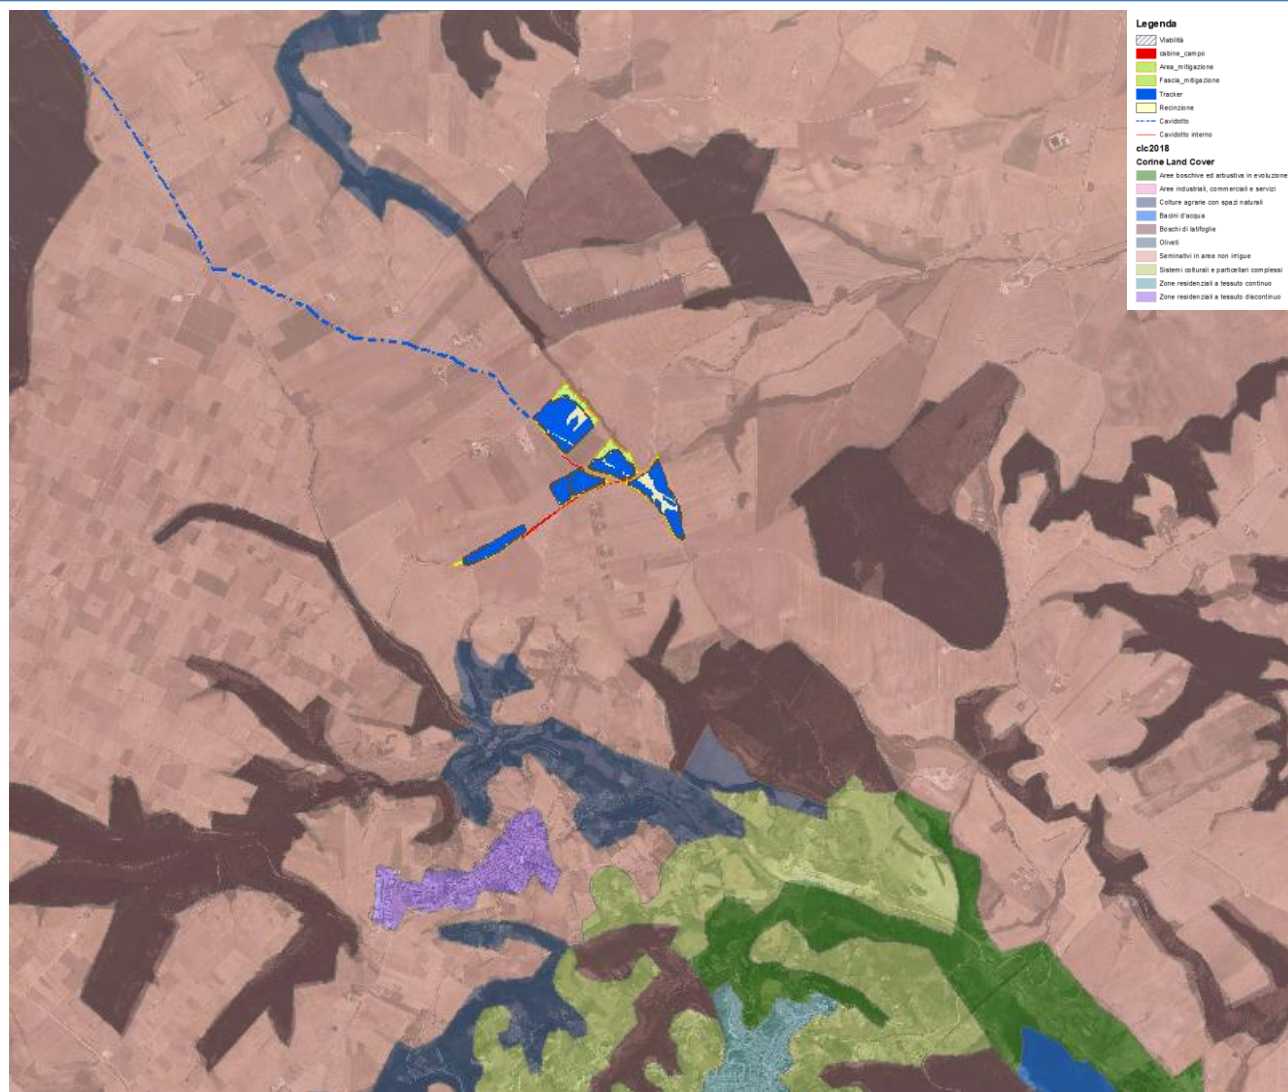 Legenda
Viabilità
cabine_campo
Area_mitigazione
Fascia_mitigazione
Tracker
Recinzione
Cavidotto
Cavidotto interno
clc2018
Corine Land Cover
Aree boschive ed arbustiva in evoluzione
Aree industriali, commerciali e servizi
Colture agrarie con spazi naturali
Bacini d'acqua
Boschi di latifoglie
Oliveti
Seminativi in aree non irrigue
Sistemi colturali e particellari complessi
Zone residenziali a tessuto continuo
Zone residenziali a tessuto discontinuo